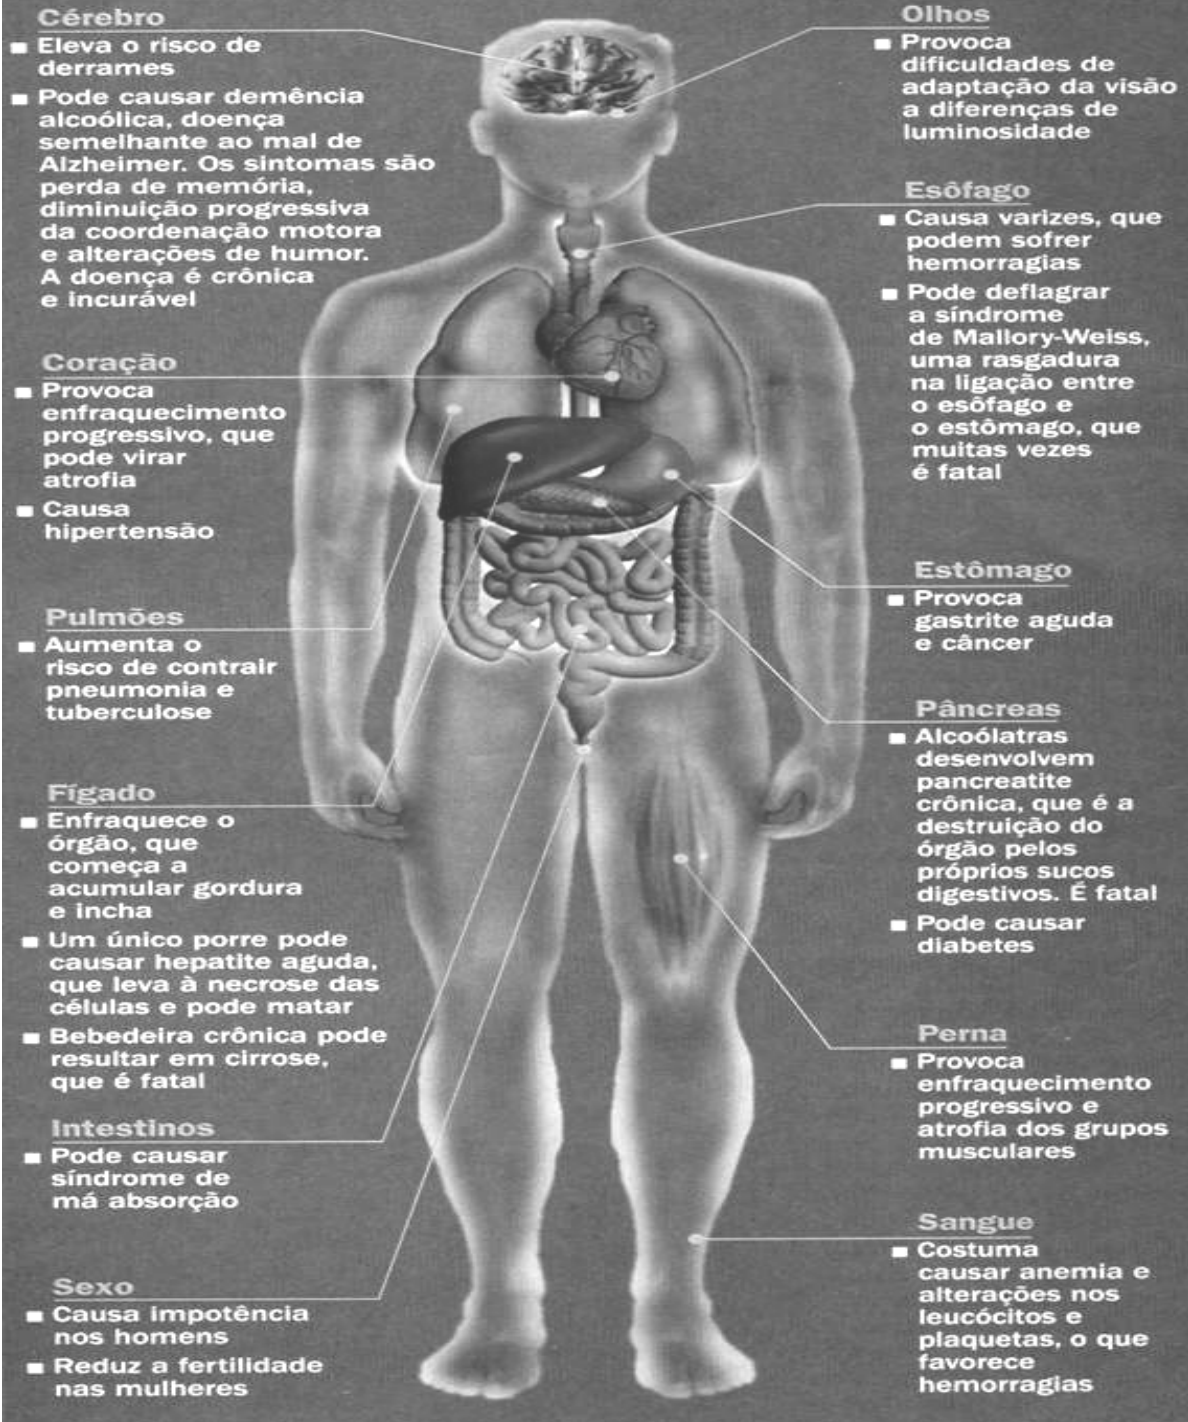 Cérebro
Eleva o risco de
derrames
Pode causar demência
alcoólica, doença
semelhante ao mal de
Alzheimer. Os sintomas são
perda de memória,
diminuição progressiva
da coordenação motora
e alterações de humor.
A doença é crônica
e incurável
Coração
Provoca
enfraquecimento
progressivo, que
pode virar
atrofia
Causa
hipertensão
Pulmões
Aumenta o
risco de contrair
pneumonia e
tuberculose
Fígado
Enfraquece o
órgão, que
começa a
acumular gordura
e incha
Um único porre pode
causar hepatite aguda,
que leva à necrose das
células e pode matar
Bebedeira crônica pode
resultar em cirrose,
que é fatal
Intestinos
Pode causar
síndrome de
má absorção
Sexo
Causa impotência
nos homens
Reduz a fertilidade
nas mulheres
Olhos
Provoca
dificuldades de
adaptação da visão
a diferenças de
luminosidade
Esôfago
Causa varizes, que
podem sofrer
hemorragias
Pode deflagrar
a síndrome
de Mallory-Weiss,
uma rasgadura
na ligação entre
o esôfago e
o estômago, que
muitas vezes
é fatal
Estômago
Provoca
gastrite aguda
e câncer
Pâncreas
Alcoólatras
desenvolvem
pancreatite
crônica, que é a
destruição do
órgão pelos
próprios sucos
digestivos. É fatal
Pode causar
diabetes
Perna
Provoca
enfraquecimento
progressivo e
atrofia dos grupos
musculares
Sangue
Costuma
causar anemia e
alterações nos
leucócitos e
plaquetas, o que
favorece
hemorragias